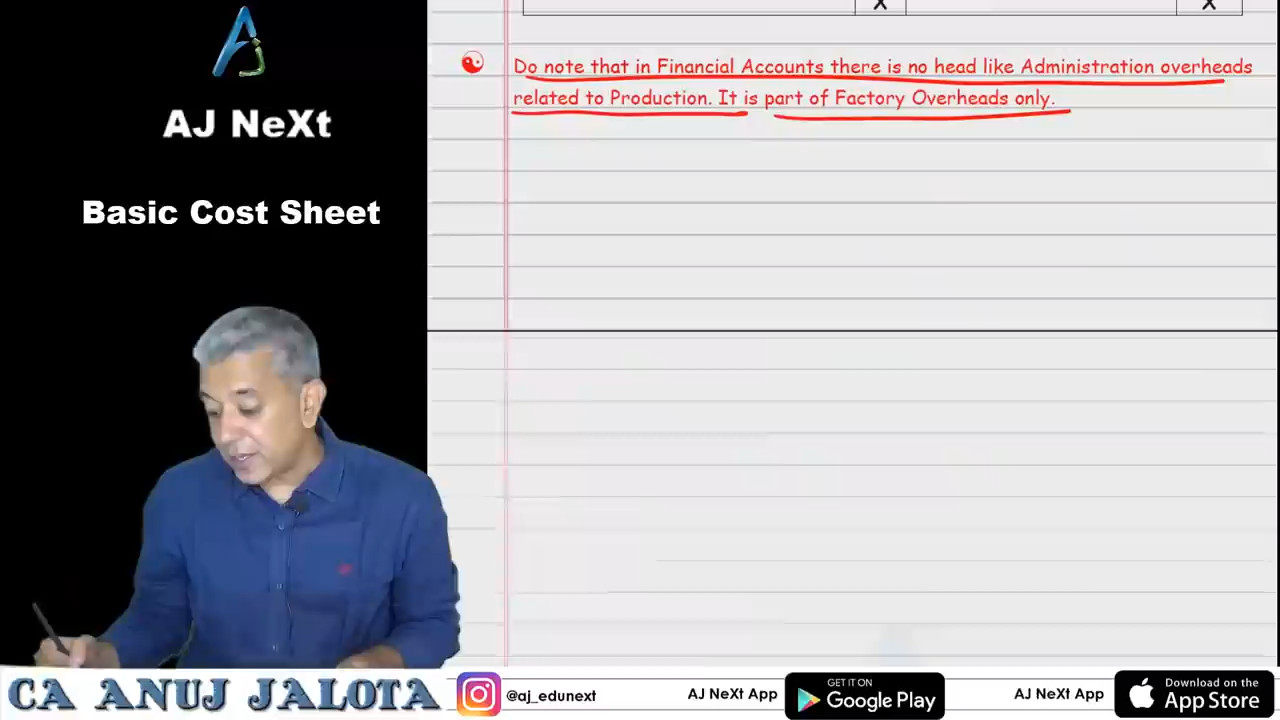 X X
Do note that in Financial Accounts there is no head like Administration overheads
related to Production. It is part of Factory Overheads only.
Aj
AJ NeXt
Basic Cost Sheet
CA ANUJ JALOTA
@aj_edunext
AJ NeXt App
GET IT ON
Google Play
AJ NeXt App
Download on the
App Store